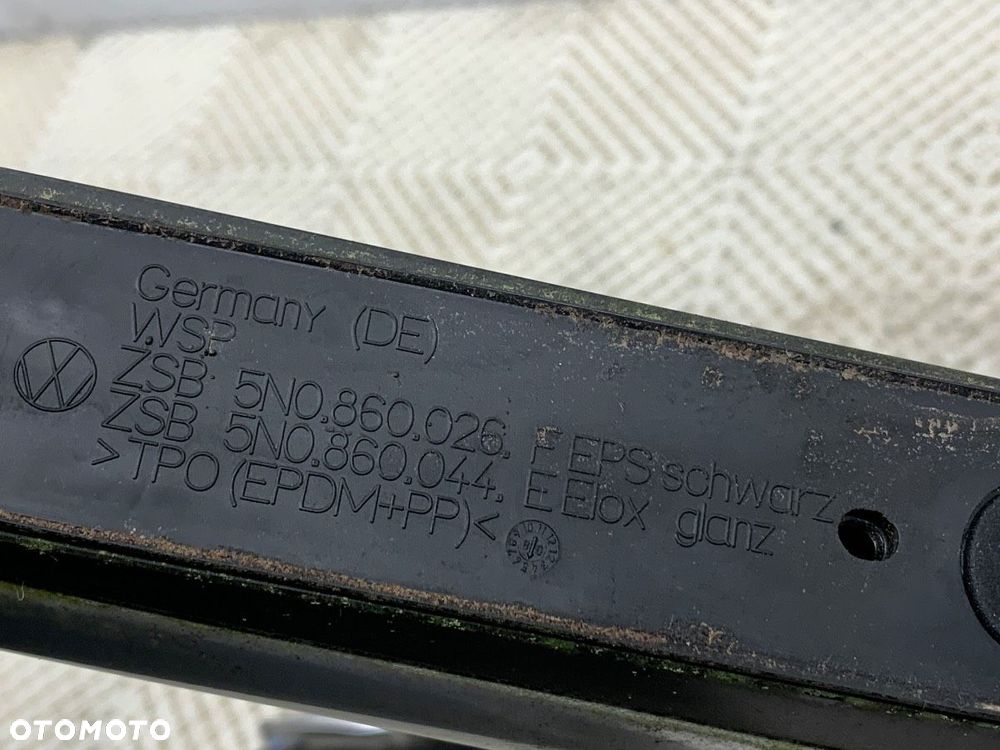 Germany (DE)
WSP
ZSB 5N0.860.026. F EPS schwarz
ZSB 5N0.860.044. E Elox glanz
>TPO (EPDM+PP)<
OTOMOTO